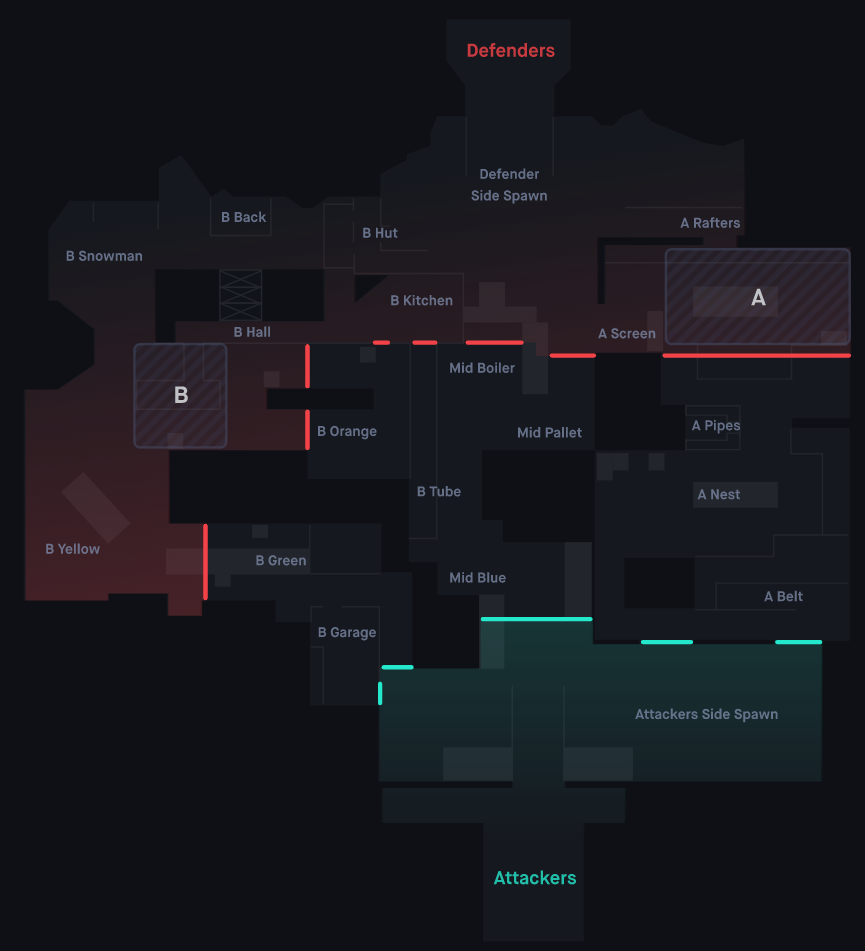 Defenders
Defender
Side Spawn
B Back
A Rafters
B Hut
B Snowman
A
B Kitchen
B Hall
A Screen
Mid Boiler
B
A Pipes
B Orange
Mid Pallet
B Tube
A Nest
B Yellow
B Green
Mid Blue
A Belt
B Garage
Attackers Side Spawn
Attackers